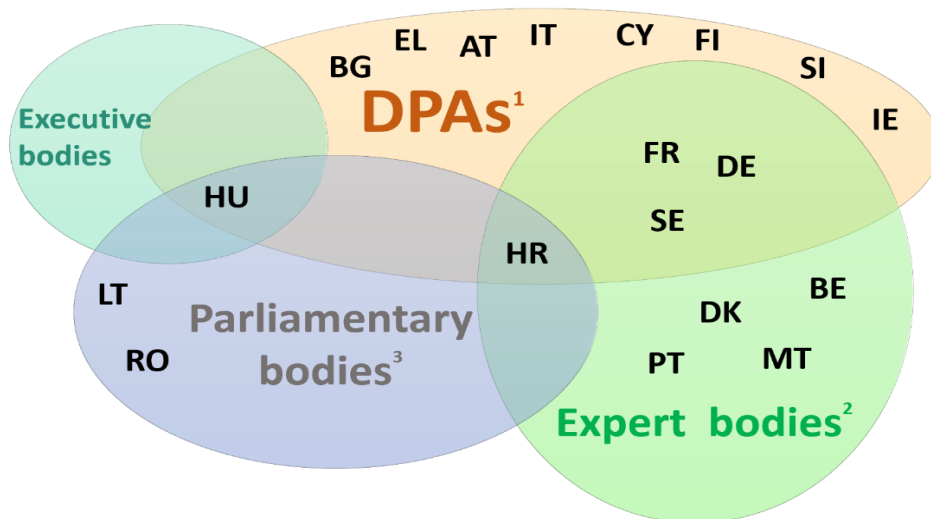 EL AT IT CY FI
BG SI
DPAs¹
IE
Executive
bodies
FR DE
HU
SE
HR
LT
BE
DK
Parliamentary
bodies³
RO
PT MT
Expert bodies²